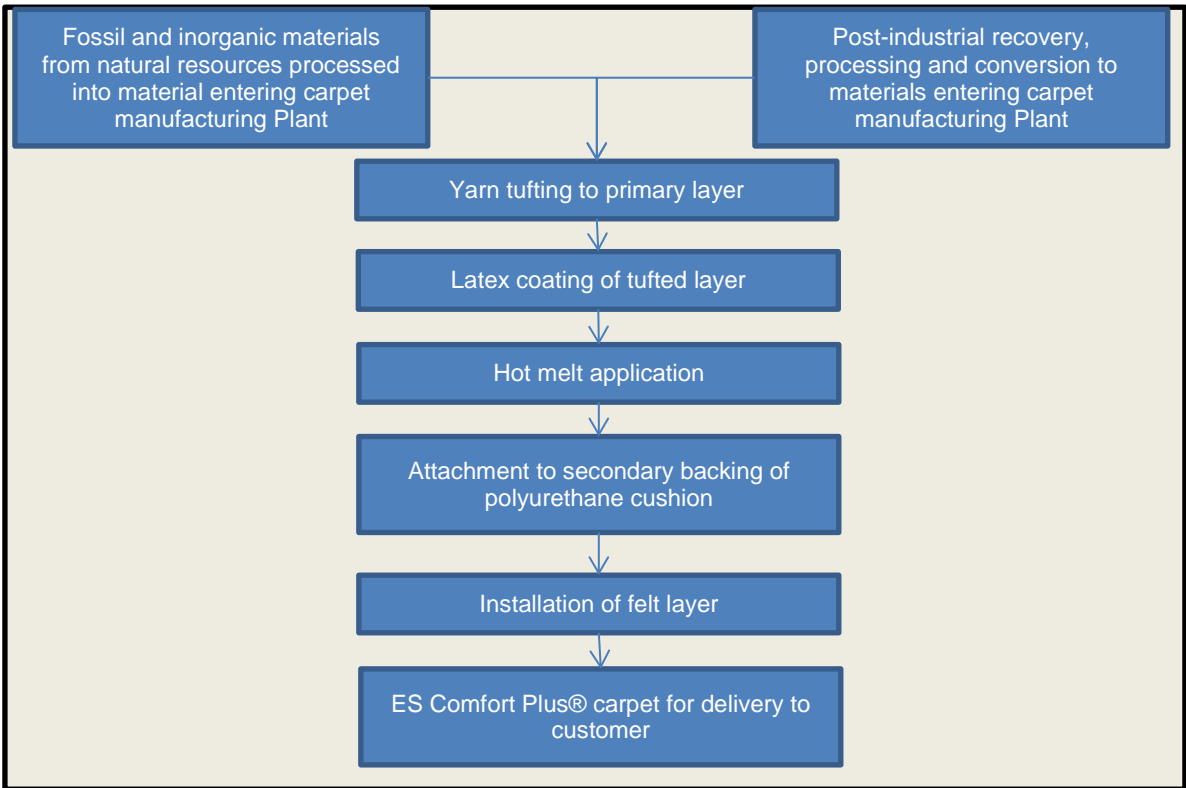 Fossil and inorganic materials
from natural resources processed
into material entering carpet
manufacturing Plant
Post-industrial recovery,
processing and conversion to
materials entering carpet
manufacturing Plant
Yarn tufting to primary layer
Latex coating of tufted layer
Hot melt application
Attachment to secondary backing of
polyurethane cushion
Installation of felt layer
ES Comfort Plus® carpet for delivery to
customer